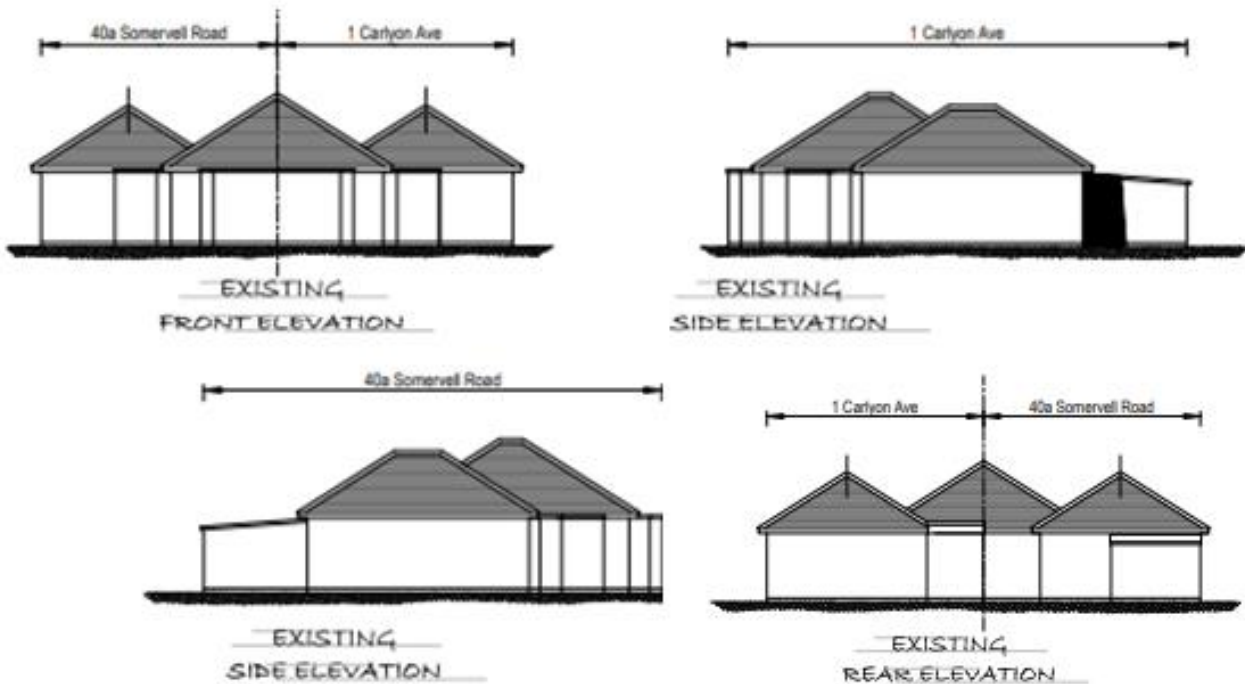 40a Somervell Road
1 Carlyon Ave
1 Carlyon Ave
EXISTING
FRONT ELEVATION
EXISTING
SIDE ELEVATION
40a Somervell Road
1 Carlyon Ave
40a Somervell Road
EXISTING
SIDE ELEVATION
EXISTING
REAR ELEVATION